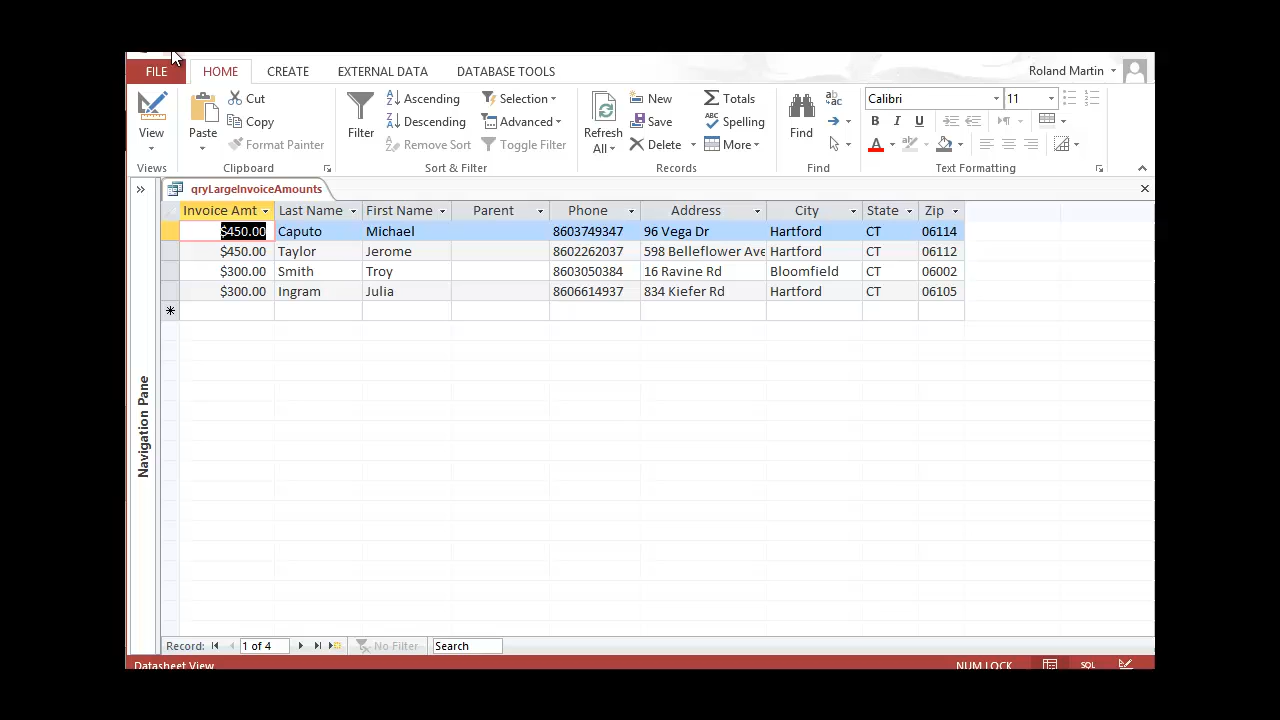 FILE HOME CREATE EXTERNAL DATA DATABASE TOOLS Roland Martin
View
Views
Paste
Cut
Copy
Format Painter
Clipboard
Filter
Ascending
Descending
Remove Sort
Selection
Advanced
Toggle Filter
Sort & Filter
Refresh
All
New
Save
Delete
Totals
Spelling
More
Records
Find
Find
Calibri 11
B I U
A
Text Formatting
qryLargeInvoiceAmounts
Invoice Amt Last Name First Name Parent Phone Address City State Zip
$450.00 Caputo Michael 8603749347 96 Vega Dr Hartford CT 06114
$450.00 Taylor Jerome 8602262037 598 Belleflower Ave Hartford CT 06112
$300.00 Smith Troy 8603050384 16 Ravine Rd Bloomfield CT 06002
$300.00 Ingram Julia 8606614937 834 Kiefer Rd Hartford CT 06105
Navigation Pane
Record: 1 of 4 No Filter Search
Datasheet View NUM LOCK SQL